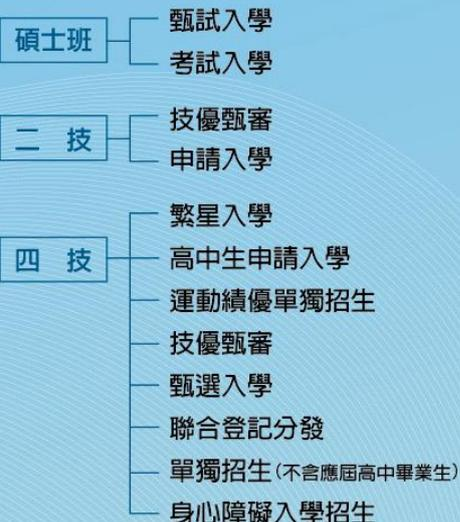 碩士班
甄試入學
考試入學
二 技
技優甄審
申請入學
四 技
繁星入學
高中生申請入學
運動績優單獨招生
技優甄審
甄選入學
聯合登記分發
單獨招生(不含應屆高中畢業生)
身心障礙入學招生